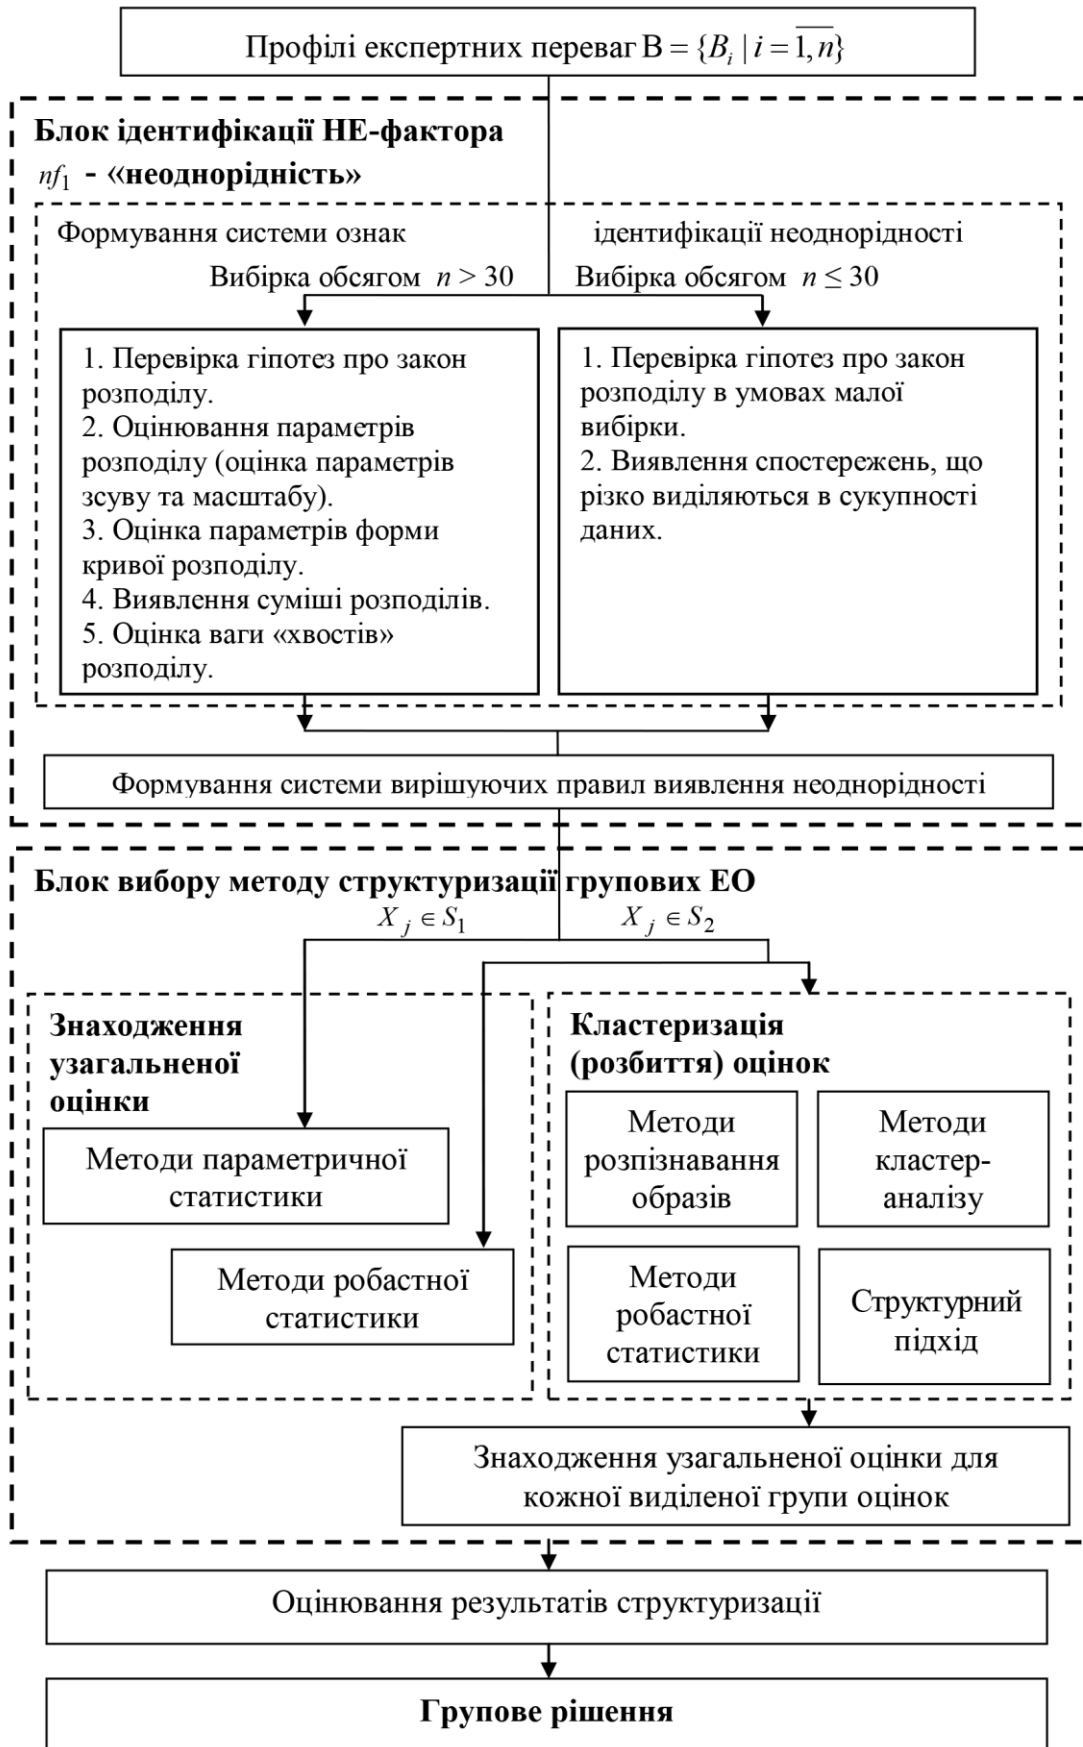 Профілі експертних переваг B = {B_i | i = \overline{1, n}}
Блок ідентифікації НЕ-фактора
nf_1 - «неоднорідність»
Формування системи ознак ідентифікації неоднорідності
Вибірка обсягом n > 30
Вибірка обсягом n ≤ 30
1. Перевірка гіпотез про закон
розподілу.
2. Оцінювання параметрів
розподілу (оцінка параметрів
зсуву та масштабу).
3. Оцінка параметрів форми
кривої розподілу.
4. Виявлення суміші розподілів.
5. Оцінка ваги «хвостів»
розподілу.
1. Перевірка гіпотез про закон
розподілу в умовах малої
вибірки.
2. Виявлення спостережень, що
різко виділяються в сукупності
даних.
Формування системи вирішуючих правил виявлення неоднорідності
Блок вибору методу структуризації групових ЕО
X_j ∈ S_1
X_j ∈ S_2
Знаходження
узагальненої
оцінки
Методи параметричної
статистики
Методи робастної
статистики
Кластеризація
(розбиття) оцінок
Методи
розпізнавання
образів
Методи
кластер-
аналізу
Методи
робастної
статистики
Структурний
підхід
Знаходження узагальненої оцінки для
кожної виділеної групи оцінок
Оцінювання результатів структуризації
Групове рішення